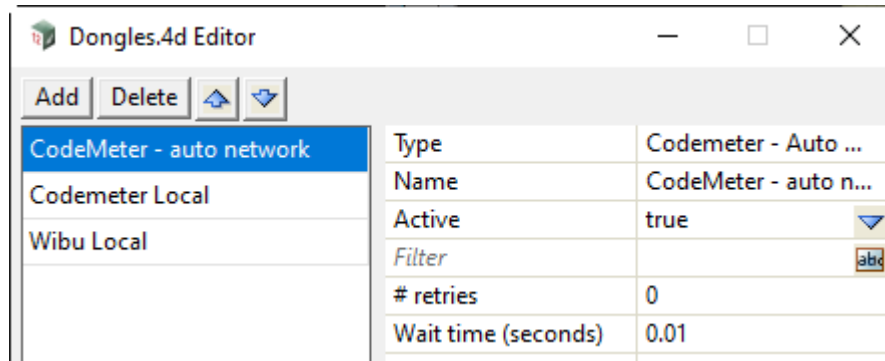 Dongles.4d Editor
Add Delete
CodeMeter - auto network
Codemeter Local
Wibu Local
Type Codemeter - Auto ...
Name CodeMeter - auto n...
Active true
Filter abc
# retries 0
Wait time (seconds) 0.01